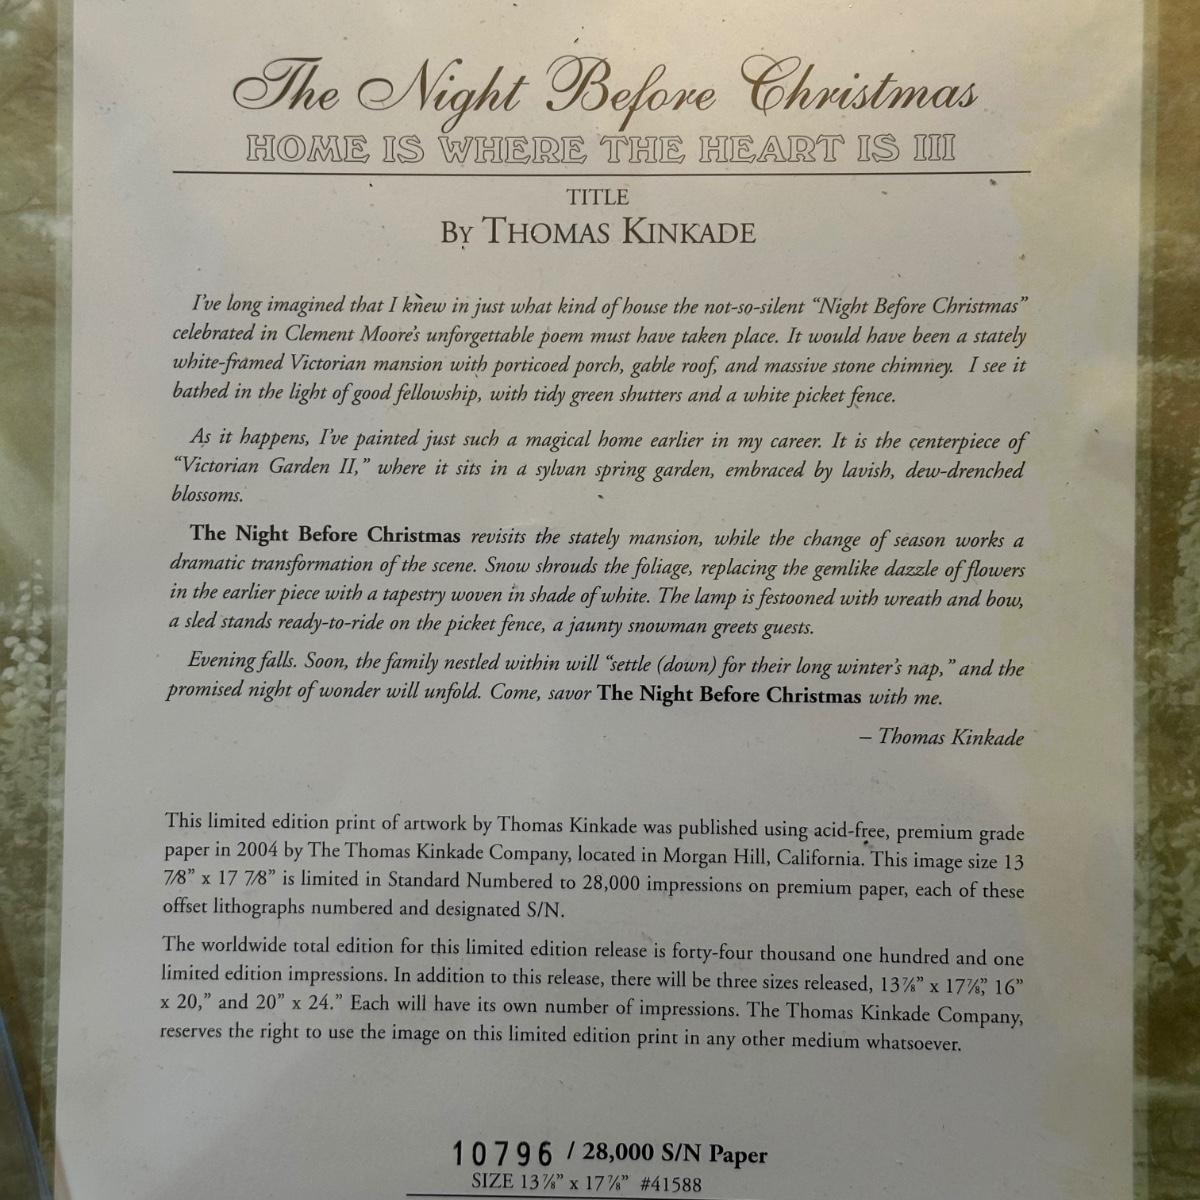 The Night Before Christmas
HOME IS WHERE THE HEART IS III
TITLE
BY THOMAS KINKADE
I've long imagined that I knew in just what kind of house the not-so-silent “Night Before Christmas”
celebrated in Clement Moore's unforgettable poem must have taken place. It would have been a stately
white-framed Victorian mansion with porticoed porch, gable roof, and massive stone chimney. I see it
bathed in the light of good fellowship, with tidy green shutters and a white picket fence.
As it happens, I've painted just such a magical home earlier in my career. It is the centerpiece of
“Victorian Garden II,” where it sits in a sylvan spring garden, embraced by lavish, dew-drenched
blossoms.
The Night Before Christmas revisits the stately mansion, while the change of season works a
dramatic transformation of the scene. Snow shrouds the foliage, replacing the gemlike dazzle of flowers
in the earlier piece with a tapestry woven in shade of white. The lamp is festooned with wreath and bow,
a sled stands ready-to-ride on the picket fence, a jaunty snowman greets guests.
Evening falls. Soon, the family nestled within will “settle (down) for their long winter's nap,” and the
promised night of wonder will unfold. Come, savor The Night Before Christmas with me.
– Thomas Kinkade
This limited edition print of artwork by Thomas Kinkade was published using acid-free, premium grade
paper in 2004 by The Thomas Kinkade Company, located in Morgan Hill, California. This image size 13
7/8” x 17 7/8” is limited in Standard Numbered to 28,000 impressions on premium paper, each of these
offset lithographs numbered and designated S/N.
The worldwide total edition for this limited edition release is forty-four thousand one hundred and one
limited edition impressions. In addition to this release, there will be three sizes released, 13⅞” x 17⅞,” 16”
x 20,” and 20” x 24.” Each will have its own number of impressions. The Thomas Kinkade Company,
reserves the right to use the image on this limited edition print in any other medium whatsoever.
10796 / 28,000 S/N Paper
SIZE 13⅞” x 17⅞” #41588